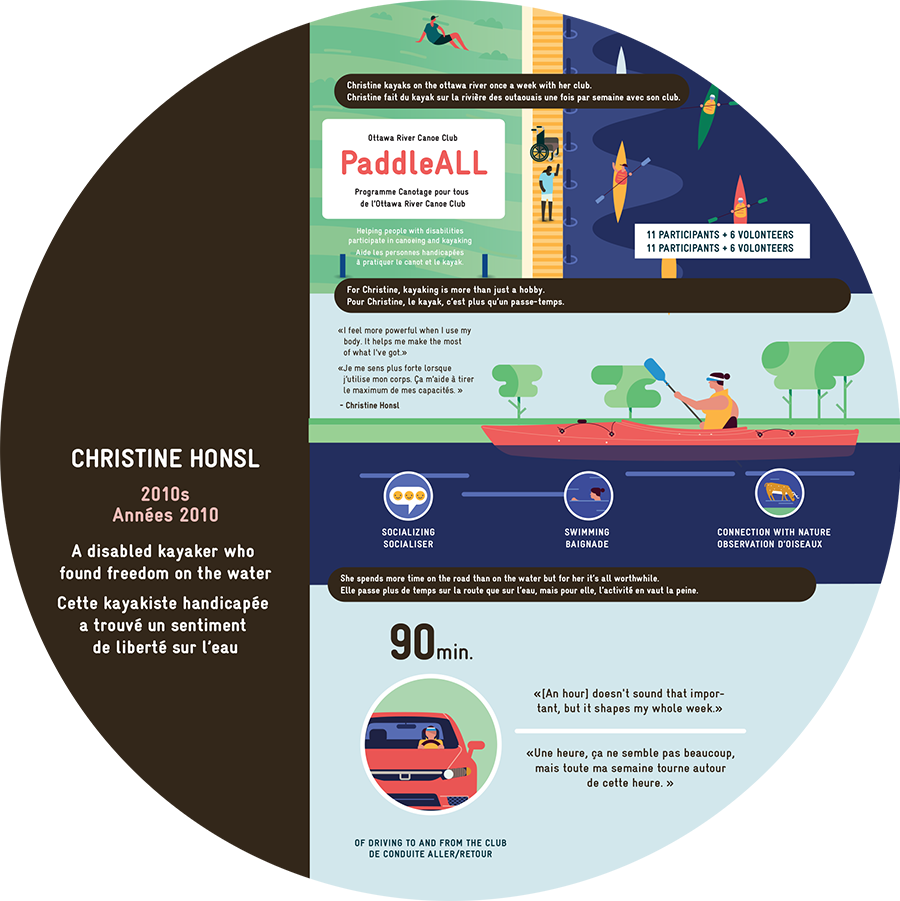 CHRISTINE HONSL
2010s
Années 2010
A disabled kayaker who
found freedom on the water
Cette kayakiste handicapée
a trouvé un sentiment
de liberté sur l'eau
Christine kayaks on the ottawa river once a week with her club.
Christine fait du kayak sur la rivière des outaouais une fois par semaine avec son club.
Ottawa River Canoe Club
PaddleALL
Programme Canotage pour tous
de l'Ottawa River Canoe Club
Helping people with disabilities
participate in canoeing and kayaking
Aide les personnes handicapées
à pratiquer le canot et le kayak.
11 PARTICIPANTS + 6 VOLONTEERS
11 PARTICIPANTS + 6 VOLONTEERS
For Christine, kayaking is more than just a hobby.
Pour Christine, le kayak, c'est plus qu'un passe-temps.
«I feel more powerful when I use my
body. It helps me make the most
of what I've got.»
«Je me sens plus forte lorsque
j'utilise mon corps. Ça m'aide à tirer
le maximum de mes capacités. »
- Christine Honsl
SOCIALIZING
SOCIALISER
SWIMMING
BAIGNADE
CONNECTION WITH NATURE
OBSERVATION D'OISEAUX
She spends more time on the road than on the water but for her it's all worthwhile.
Elle passe plus de temps sur la route que sur l'eau, mais pour elle, l'activité en vaut la peine.
90min.
«[An hour] doesn't sound that impor-
tant, but it shapes my whole week.»
«Une heure, ça ne semble pas beaucoup,
mais toute ma semaine tourne autour
de cette heure. »
OF DRIVING TO AND FROM THE CLUB
DE CONDUITE ALLER/RETOUR